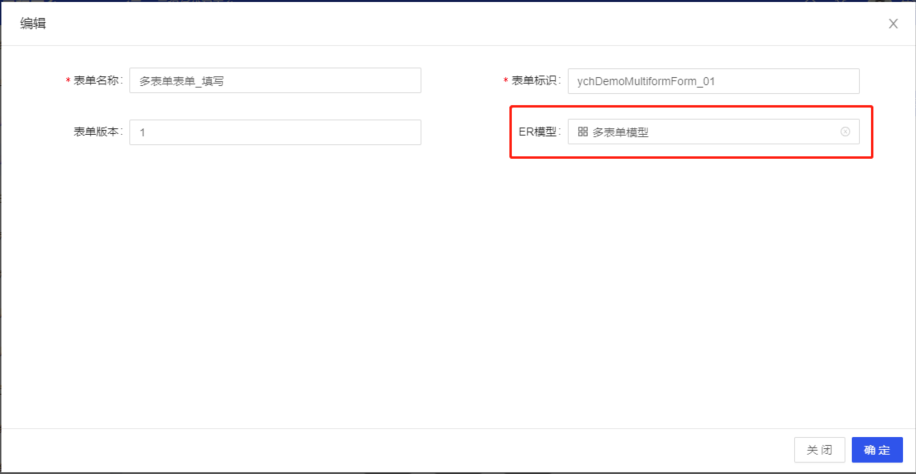 编辑
* 表单名称: 多表单表单_填写
* 表单标识: ychDemoMultiformForm_01
表单版本: 1
ER模型: 多表单模型
关 闭 确 定